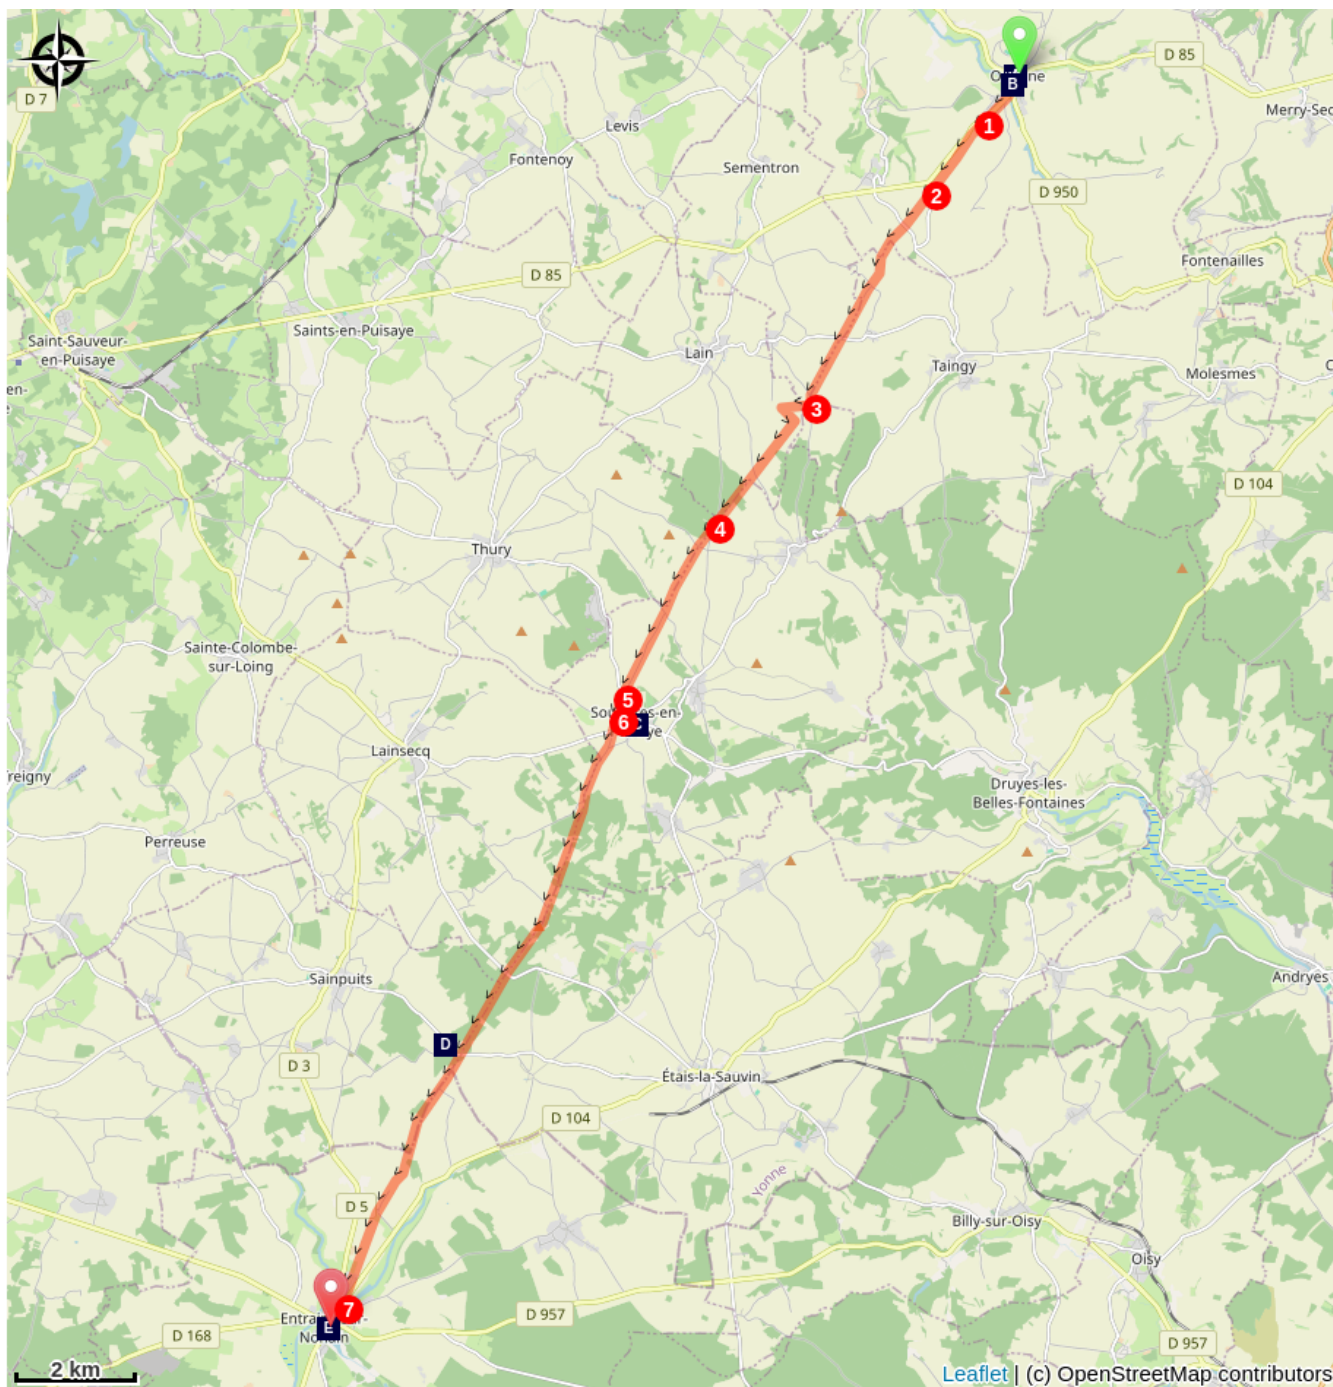 D 85
B
D 7
Merry-Sec
Levis
1
Fontenoy
Sementron
2
D 950
Fontenailles
D 85
Saints-en-Puisaye
Saint-Sauveur-
en-Puisaye
Lain
Taingy
Molesmes
en-
3
D 104
4
Thury
Sainte-Colombe-
sur-Loing
5
6
C
Lainsecq
reigny
Druyes-les-
Belles-Fontaines
Perreuse
Sainpuits
Andryes
D
D 3
Étais-la-Sauvin
D 104
Yonne
D 5
Billy-sur-Oisy
Oisy
7
E
D 957
D 168
D 957
2 km
Leaflet | (c) OpenStreetMap contributors